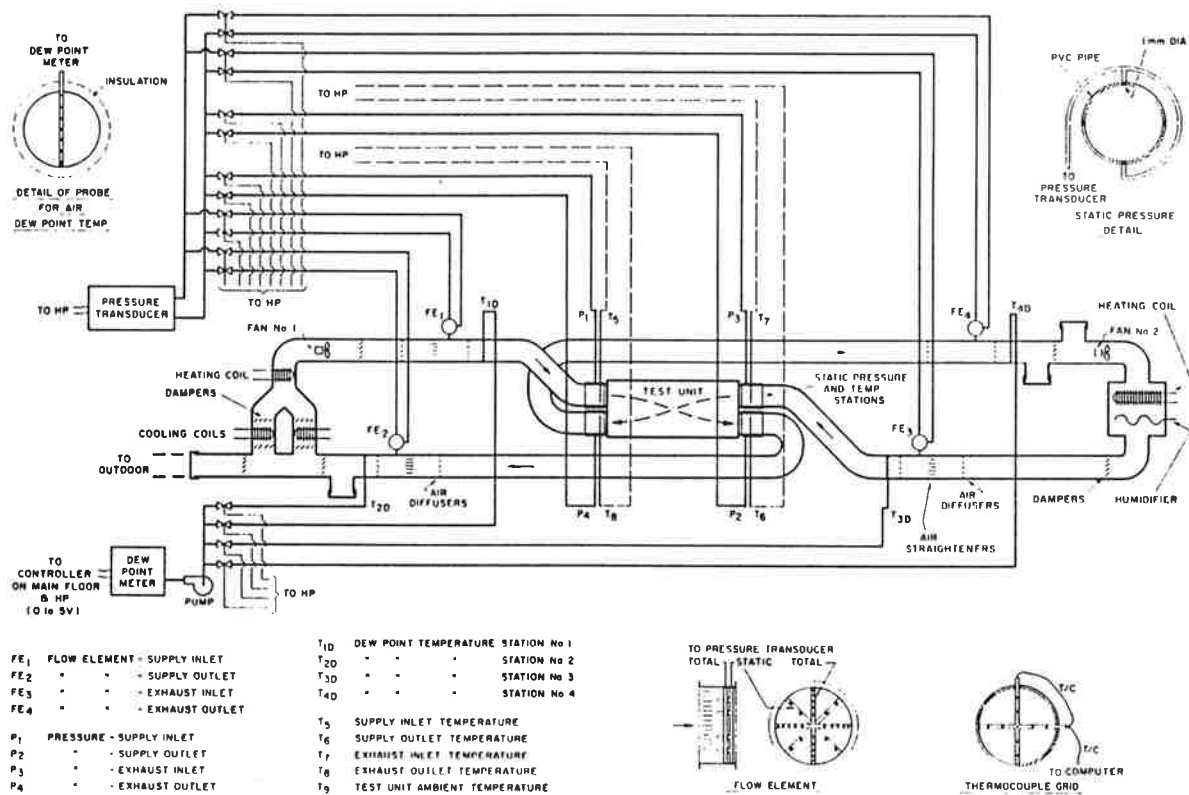 TO
DEW POINT
METER
INSULATION
DETAIL OF PROBE
FOR AIR
DEW POINT TEMP
TO HP
TO HP
1mm DIA
PVC PIPE
TO
PRESSURE
TRANSDUCER
STATIC PRESSURE
DETAIL
TO HP
PRESSURE
TRANSDUCER
TO HP
FAN No 1
FE1
T1D
P1
T5
P3
T7
FE4
T4D
FAN No 2
HEATING
COIL
HEATING COIL
DAMPERS
COOLING COILS
TO
OUTDOOR
FE2
TEST UNIT
STATIC PRESSURE
AND TEMP
STATIONS
FE3
AIR
DIFFUSERS
T2D
P4
T8
P2
T6
T3D
AIR
DIFFUSERS
AIR
STRAIGHTENERS
DAMPERS
HUMIDIFIER
TO
CONTROLLER
ON MAIN FLOOR
& HP
(0 to 5V)
DEW
POINT
METER
PUMP
TO HP
FE1 FLOW ELEMENT - SUPPLY INLET
FE2 " " - SUPPLY OUTLET
FE3 " " - EXHAUST INLET
FE4 " " - EXHAUST OUTLET
P1 PRESSURE - SUPPLY INLET
P2 " - SUPPLY OUTLET
P3 " - EXHAUST INLET
P4 " - EXHAUST OUTLET
T1D DEW POINT TEMPERATURE STATION No 1
T2D " " " STATION No 2
T3D " " " STATION No 3
T4D " " " STATION No 4
T5 SUPPLY INLET TEMPERATURE
T6 SUPPLY OUTLET TEMPERATURE
T7 EXHAUST INLET TEMPERATURE
T8 EXHAUST OUTLET TEMPERATURE
T9 TEST UNIT AMBIENT TEMPERATURE
TO PRESSURE TRANSDUCER
TOTAL STATIC TOTAL
FLOW ELEMENT
T/C
T/C
TO COMPUTER
THERMOCOUPLE GRID